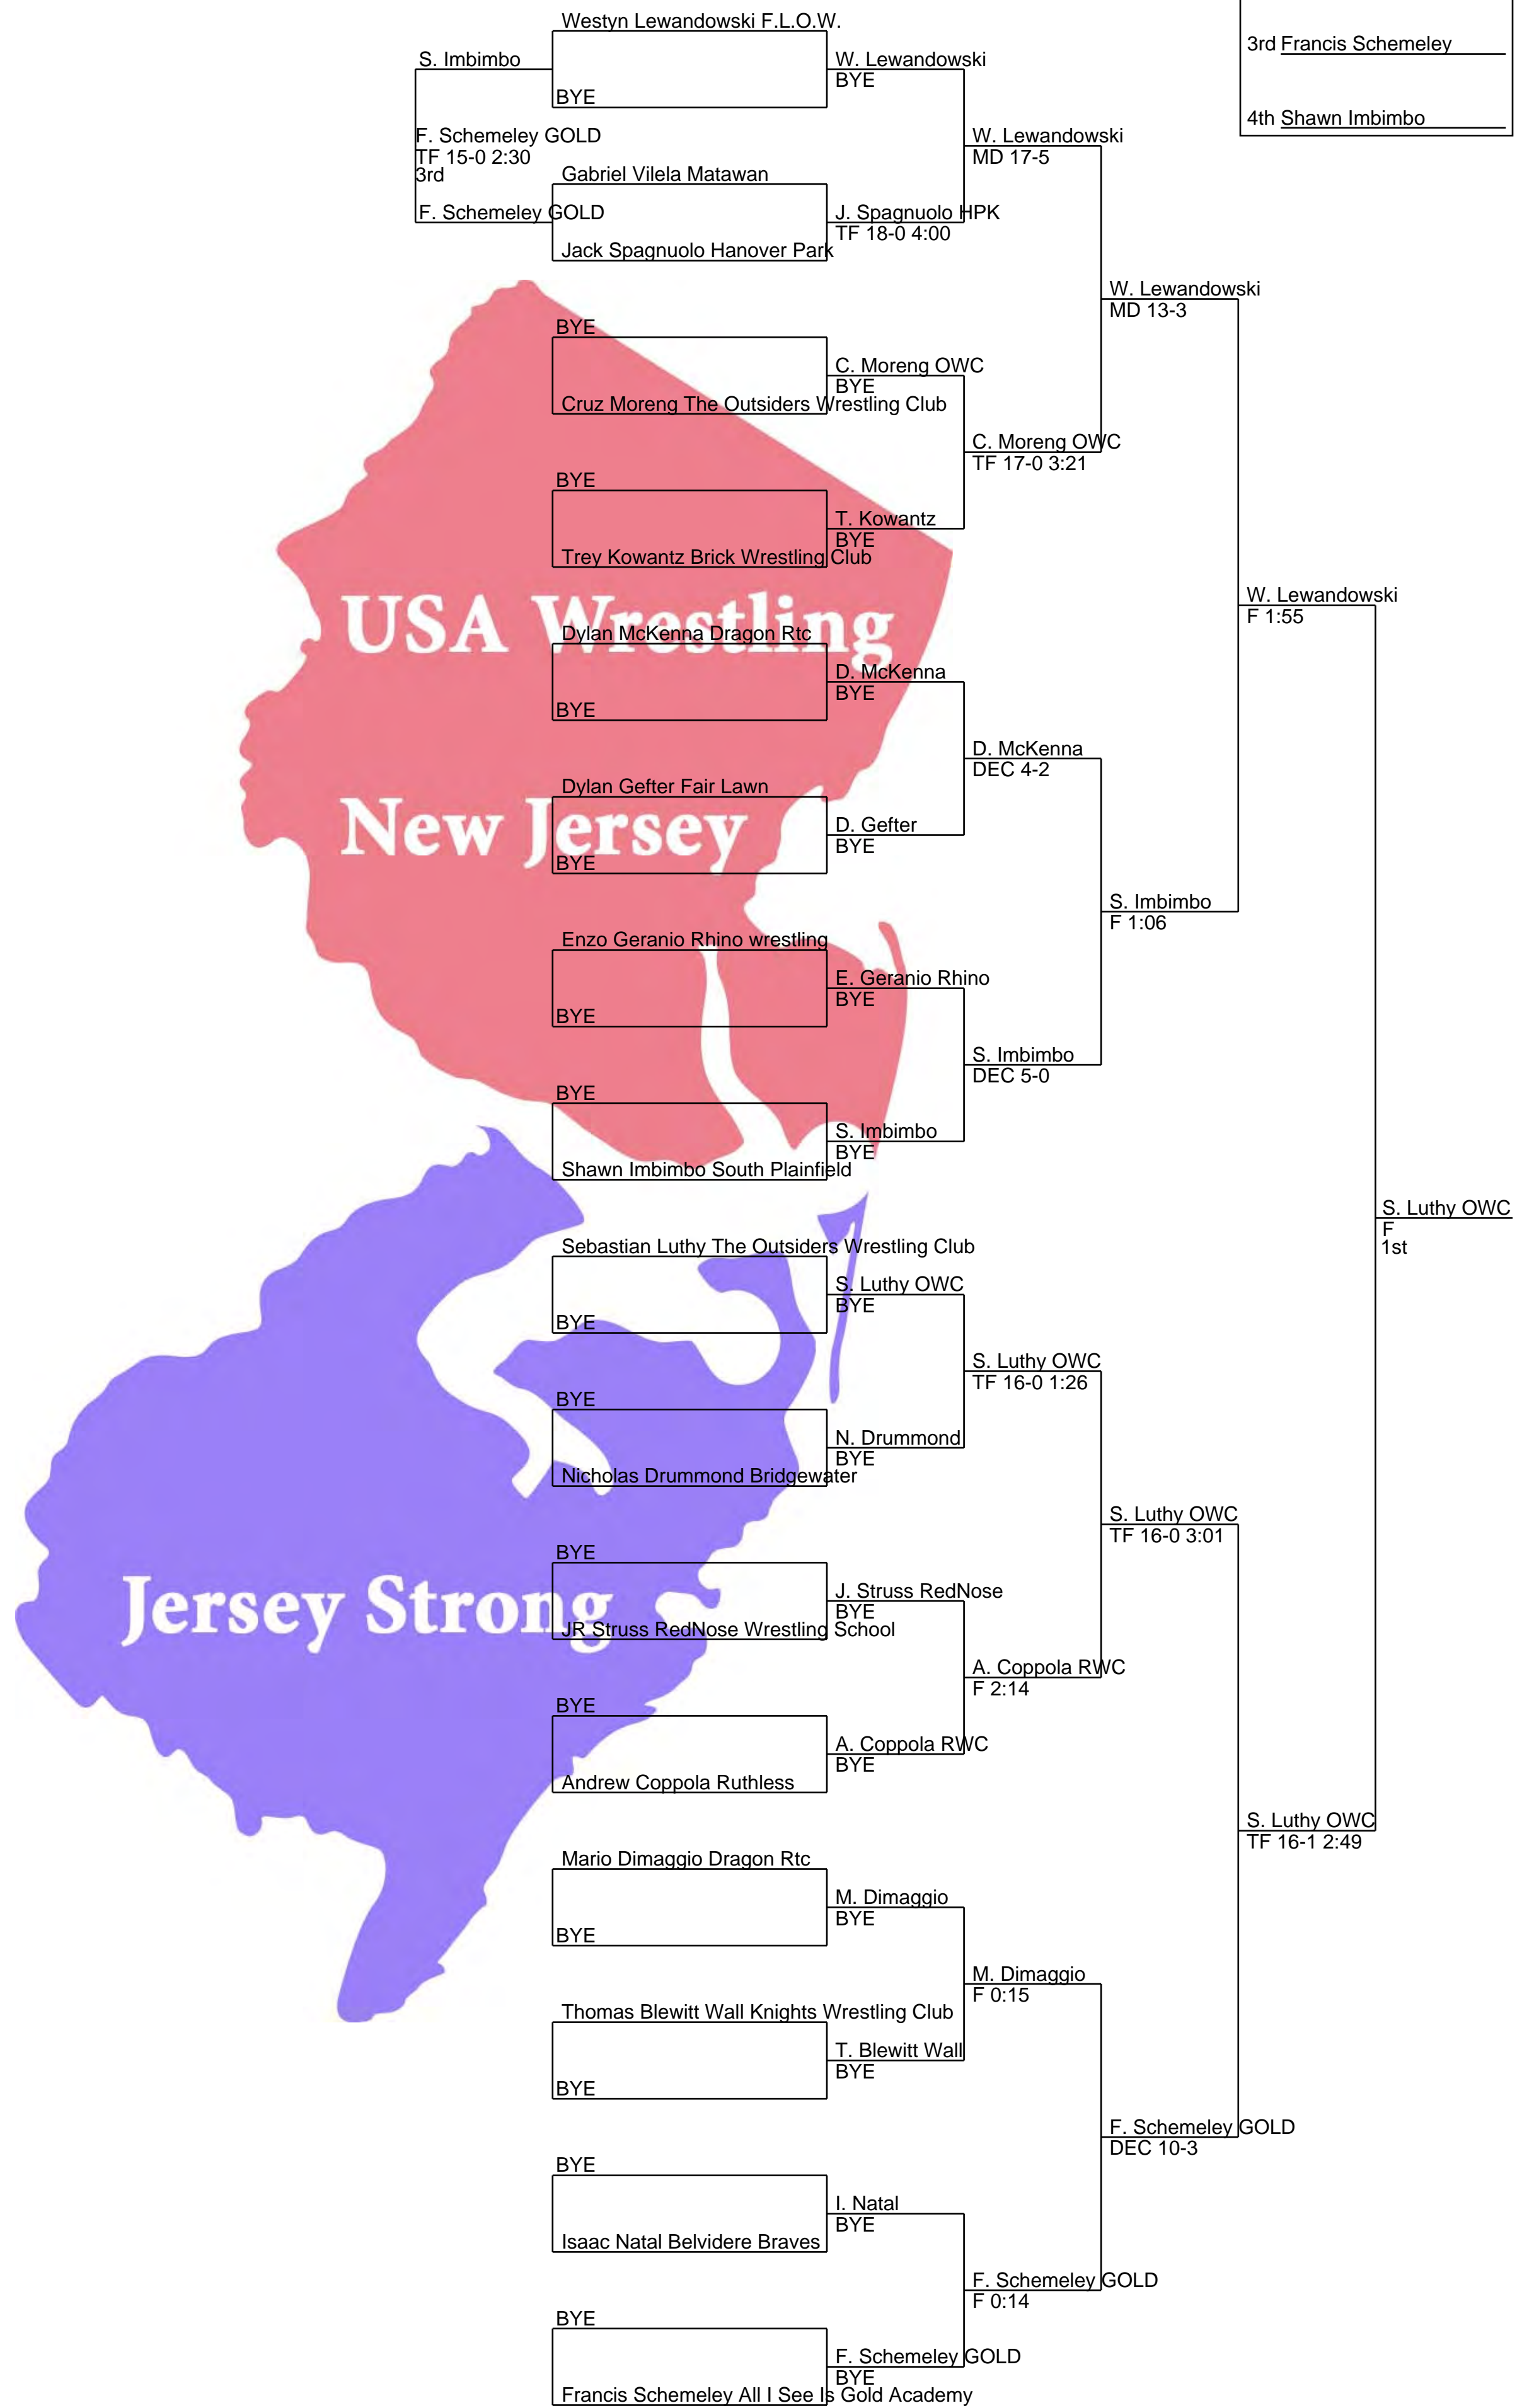 Westyn Lewandowski F.L.O.W.
3rd Francis Schemeley
S. Imbimbo
W. Lewandowski
BYE
BYE
4th Shawn Imbimbo
F. Schemeley GOLD
TF 15-0 2:30
3rd
W. Lewandowski
MD 17-5
Gabriel Vilela Matawan
F. Schemeley GOLD
J. Spagnuolo HPK
TF 18-0 4:00
Jack Spagnuolo Hanover Park
W. Lewandowski
MD 13-3
BYE
C. Moreng OWC
BYE
Cruz Moreng The Outsiders Wrestling Club
C. Moreng OWC
TF 17-0 3:21
BYE
T. Kowantz
BYE
Trey Kowantz Brick Wrestling Club
W. Lewandowski
F 1:55
USA Wrestling
Dylan McKenna Dragon Rtc
D. McKenna
BYE
BYE
D. McKenna
DEC 4-2
Dylan Gefter Fair Lawn
New Jersey
D. Gefter
BYE
BYE
S. Imbimbo
F 1:06
Enzo Geranio Rhino wrestling
E. Geranio Rhino
BYE
BYE
S. Imbimbo
DEC 5-0
BYE
S. Imbimbo
BYE
Shawn Imbimbo South Plainfield
S. Luthy OWC
F
1st
Sebastian Luthy The Outsiders Wrestling Club
S. Luthy OWC
BYE
BYE
S. Luthy OWC
TF 16-0 1:26
BYE
N. Drummond
BYE
Nicholas Drummond Bridgewater
S. Luthy OWC
TF 16-0 3:01
BYE
J. Struss RedNose
BYE
Jersey Strong
JR Struss RedNose Wrestling School
A. Coppola RWC
F 2:14
BYE
A. Coppola RWC
BYE
Andrew Coppola Ruthless
S. Luthy OWC
TF 16-1 2:49
Mario Dimaggio Dragon Rtc
M. Dimaggio
BYE
BYE
M. Dimaggio
F 0:15
Thomas Blewitt Wall Knights Wrestling Club
T. Blewitt Wall
BYE
BYE
F. Schemeley GOLD
DEC 10-3
BYE
I. Natal
BYE
Isaac Natal Belvidere Braves
F. Schemeley GOLD
F 0:14
BYE
F. Schemeley GOLD
BYE
Francis Schemeley All I See Is Gold Academy